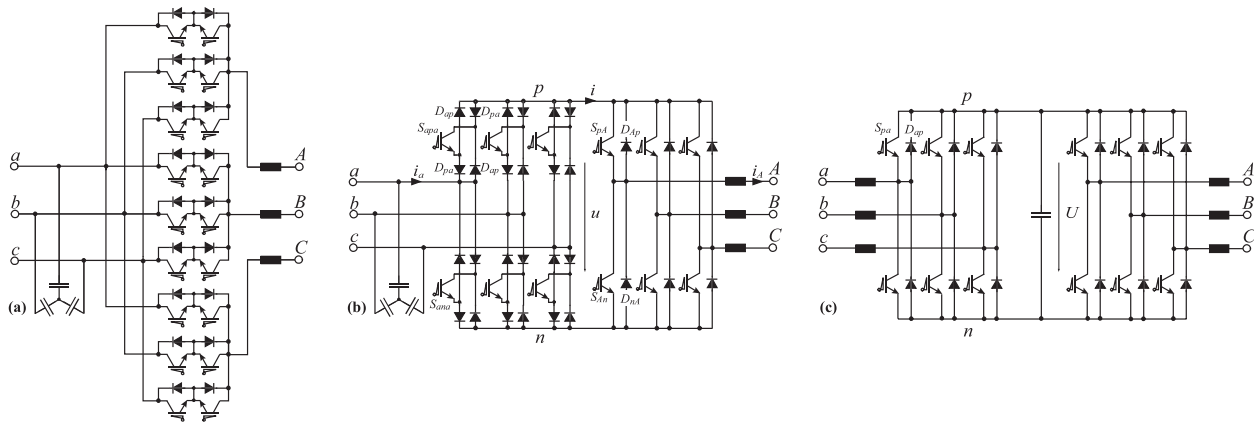 a
b
c
A
B
C
(a)
p
i
D_ap
D_pa
S_apa
D_pa
D_ap
S_pA
D_Ap
a
i_a
b
c
u
i_A
A
B
C
S_ana
S_An
D_nA
(b)
n
p
S_pa
D_ap
a
b
c
U
A
B
C
(c)
n